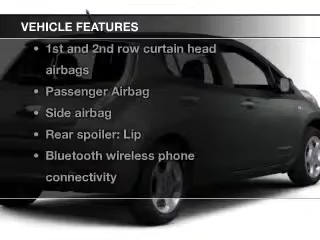 VEHICLE FEATURES
• 1st and 2nd row curtain head
airbags
• Passenger Airbag
• Side airbag
• Rear spoiler: Lip
• Bluetooth wireless phone
connectivity